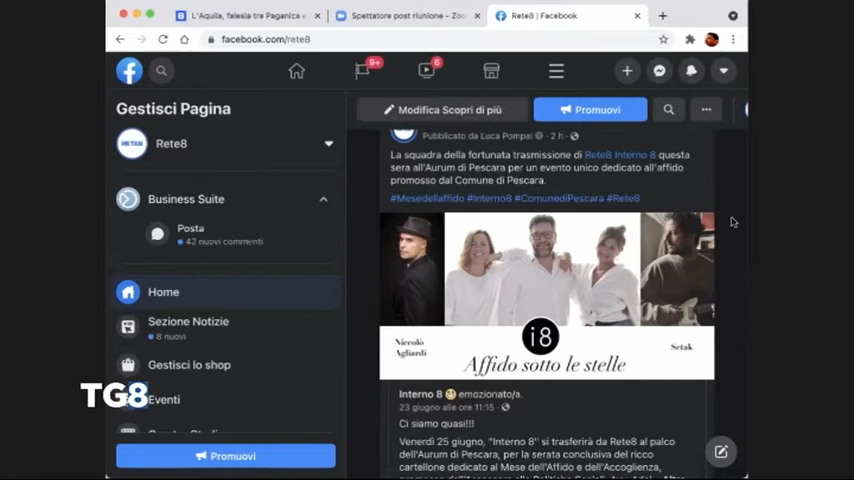 L'Aquila, falesia tra Paganica e
Spettatore post riunione - Zoo
Rete8 | Facebook
facebook.com/rete8
9+
6
Gestisci Pagina
Modifica Scopri di più
Promuovi
RETE8
Rete8
Business Suite
Posta
42 nuovi commenti
Home
Sezione Notizie
8 nuovi
Gestisci lo shop
Eventi
TG8
Promuovi
Pubblicato da Luca Pompei · 2 h ·
La squadra della fortunata trasmissione di Rete8 Interno 8 questa
sera all'Aurum di Pescara per un evento unico dedicato all'affido
promosso dal Comune di Pescara.
#Mesedellaffido #Interno8 #ComunediPescara #Rete8
i8
Niccolò
Agliardi
Setak
Affido sotto le stelle
Interno 8 😀 emozionato/a.
23 giugno alle ore 11:15 ·
Ci siamo quasi!!!
Venerdì 25 giugno, "Interno 8" si trasferirà da Rete8 al palco
dell'Aurum di Pescara, per la serata conclusiva del ricco
cartellone dedicato al Mese dell'Affido e dell'Accoglienza,